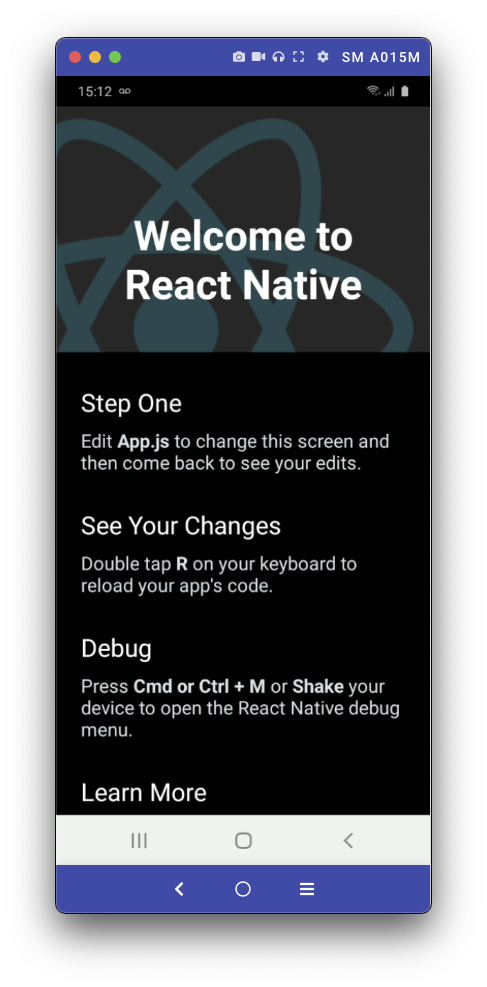 SM A015M
15:12
Welcome to
React Native
Step One
Edit App.js to change this screen and
then come back to see your edits.
See Your Changes
Double tap R on your keyboard to
reload your app's code.
Debug
Press Cmd or Ctrl + M or Shake your
device to open the React Native debug
menu.
Learn More